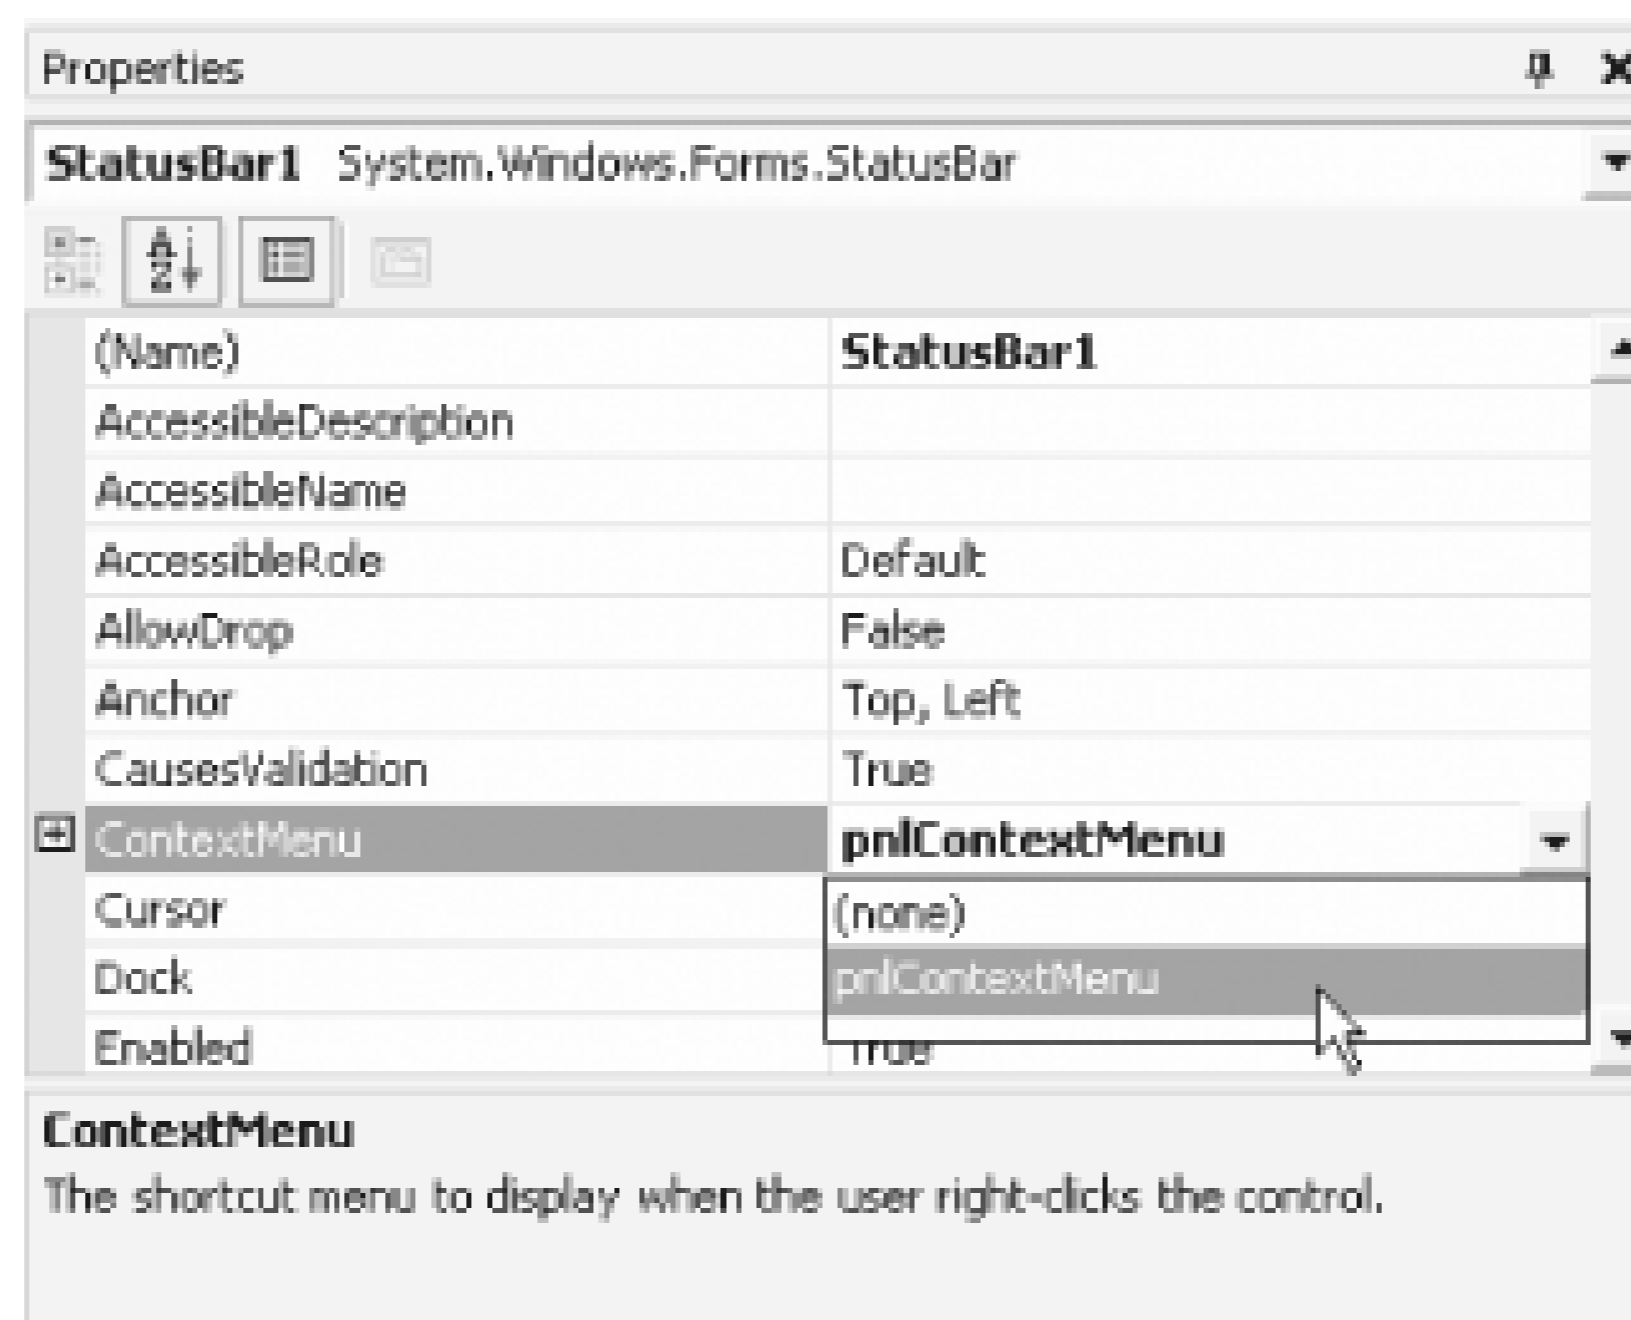 Properties
StatusBar1 System.Windows.Forms.StatusBar
(Name) StatusBar1
AccessibleDescription
AccessibleName
AccessibleRole Default
AllowDrop False
Anchor Top, Left
CausesValidation True
ContextMenu pnlContextMenu
Cursor (none)
Dock pnlContextMenu
Enabled True
ContextMenu
The shortcut menu to display when the user right-clicks the control.